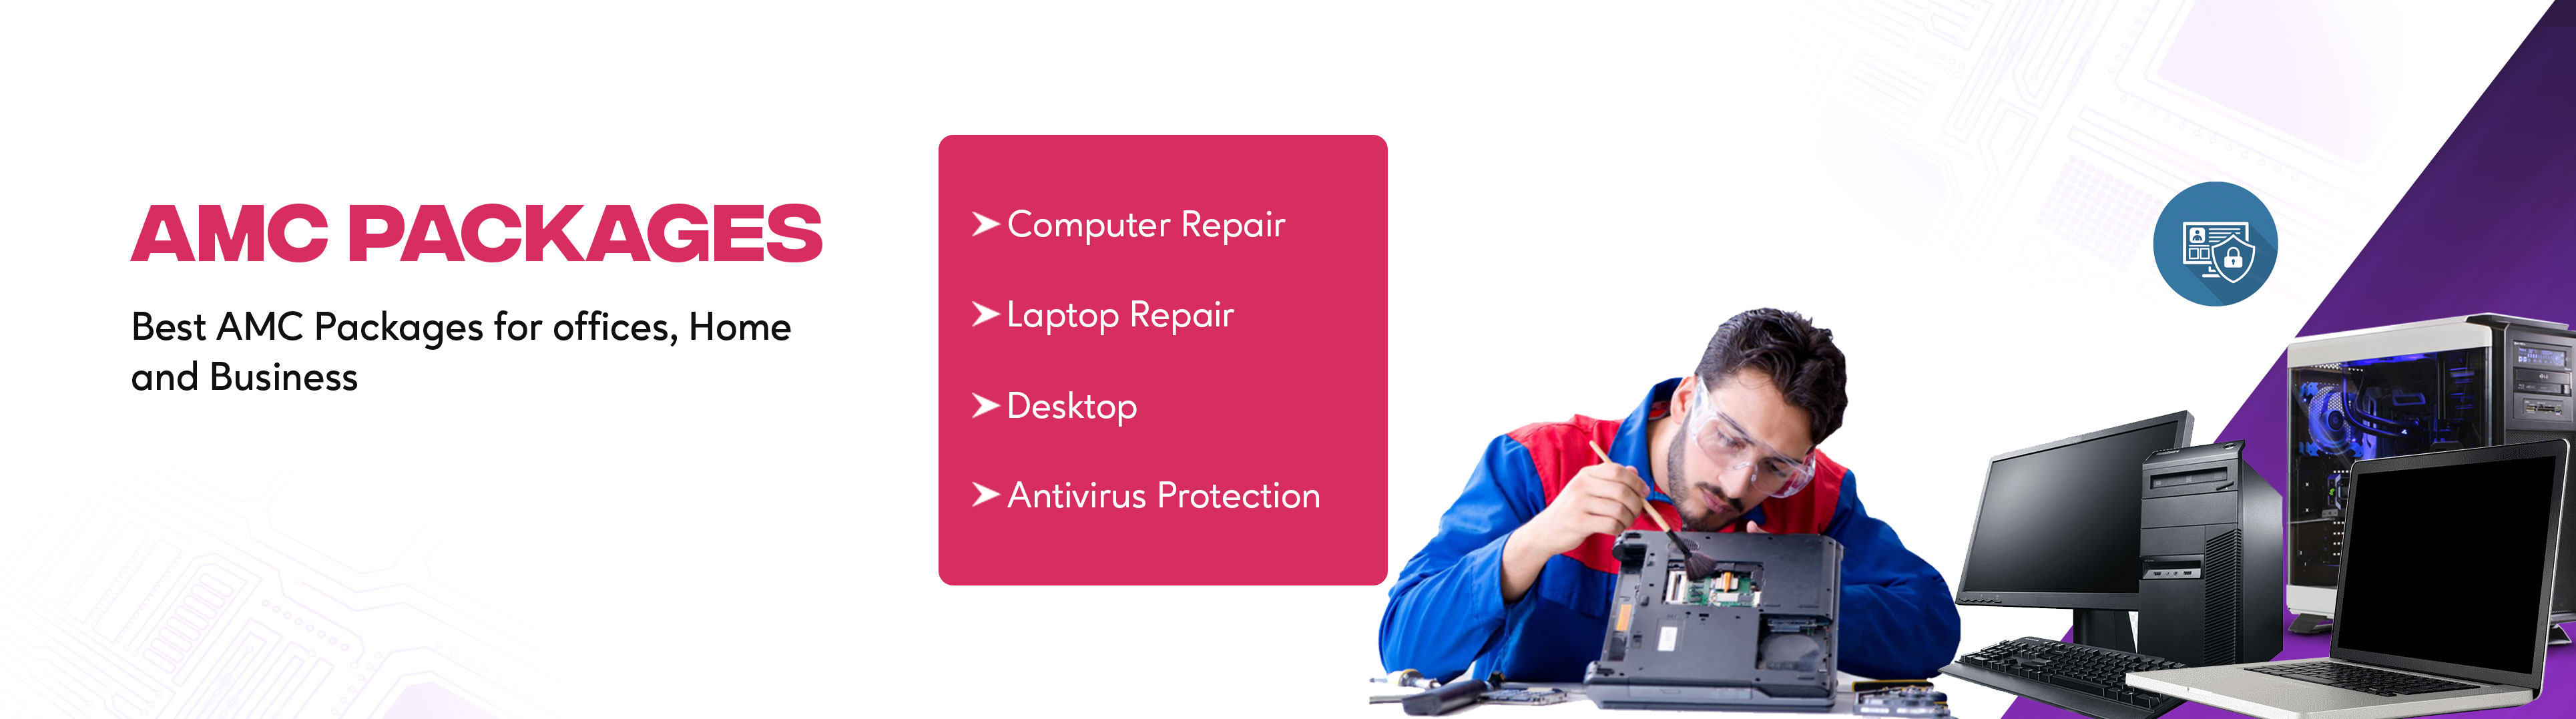 AMC PACKAGES
Best AMC Packages for offices, Home
and Business
Computer Repair
Laptop Repair
Desktop
Antivirus Protection